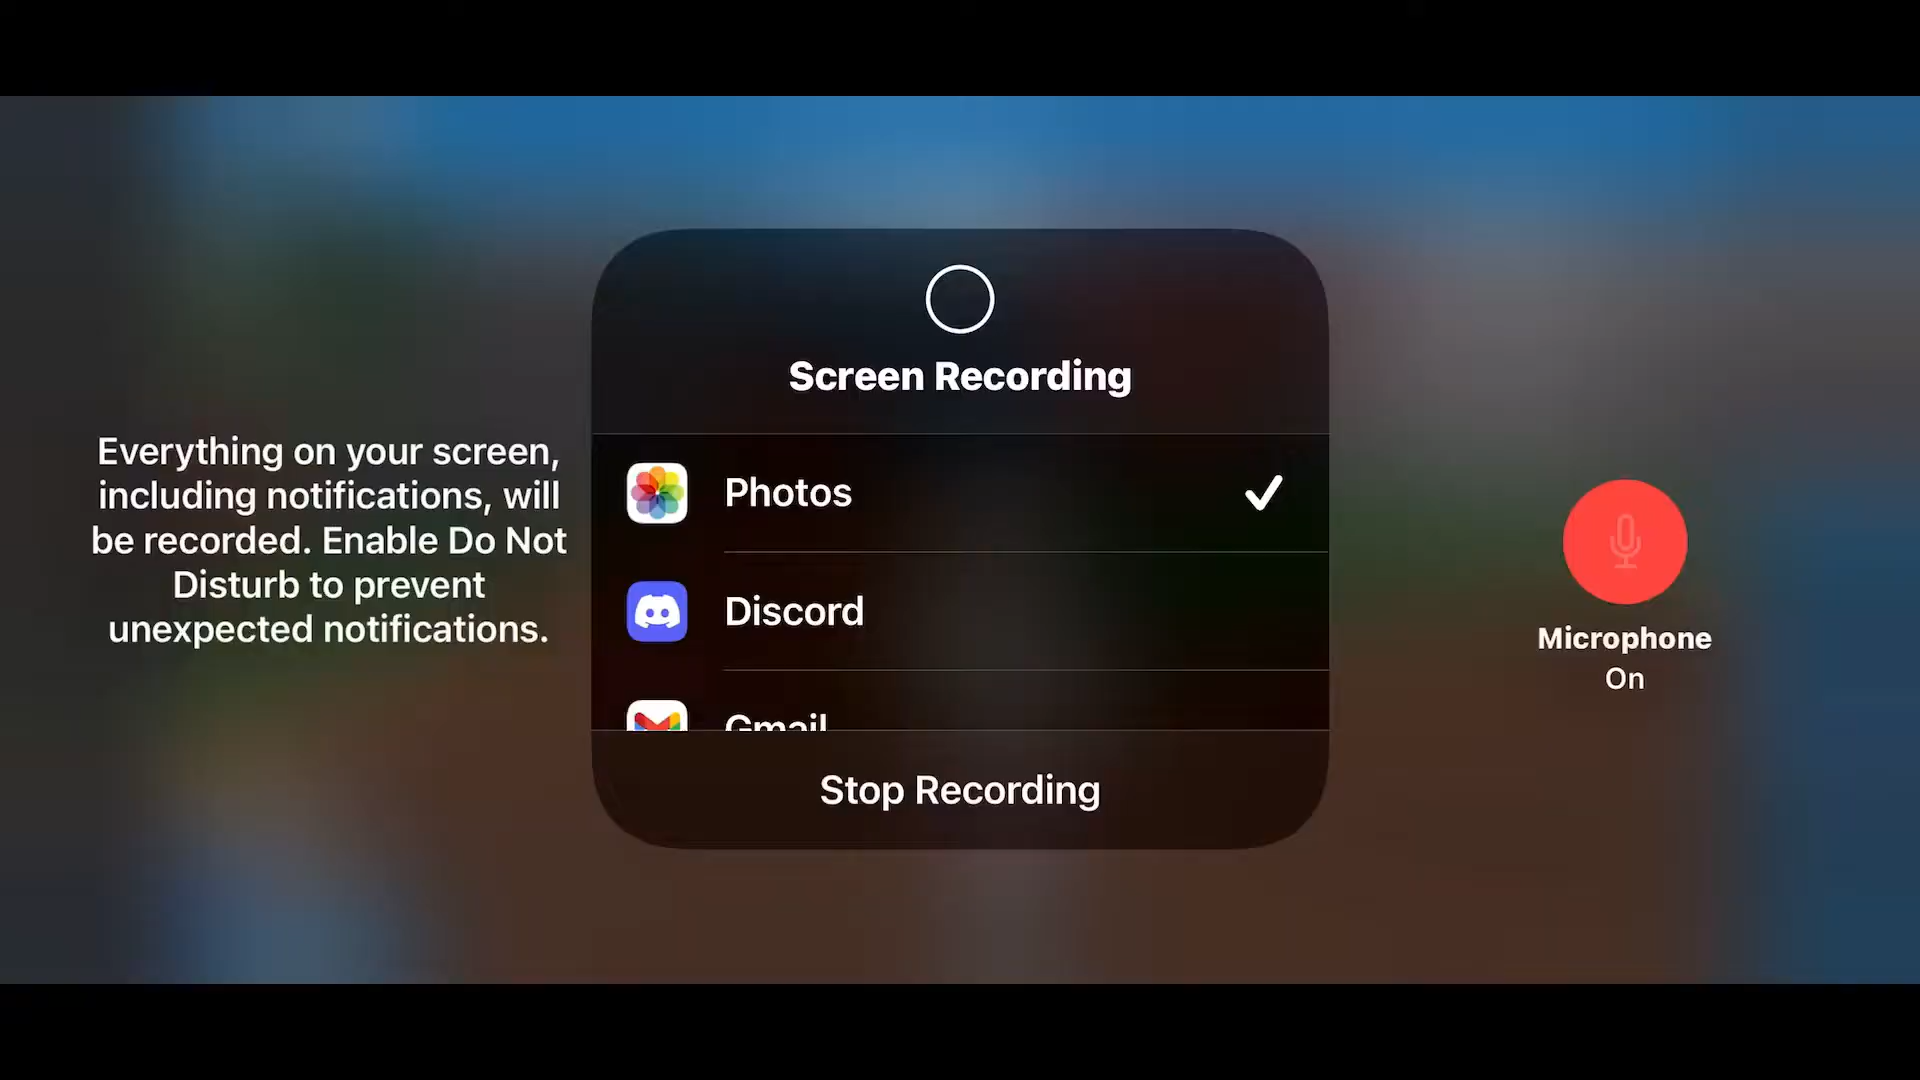 Everything on your screen,
including notifications, will
be recorded. Enable Do Not
Disturb to prevent
unexpected notifications.
Screen Recording
Photos
Discord
Gmail
Stop Recording
Microphone
On